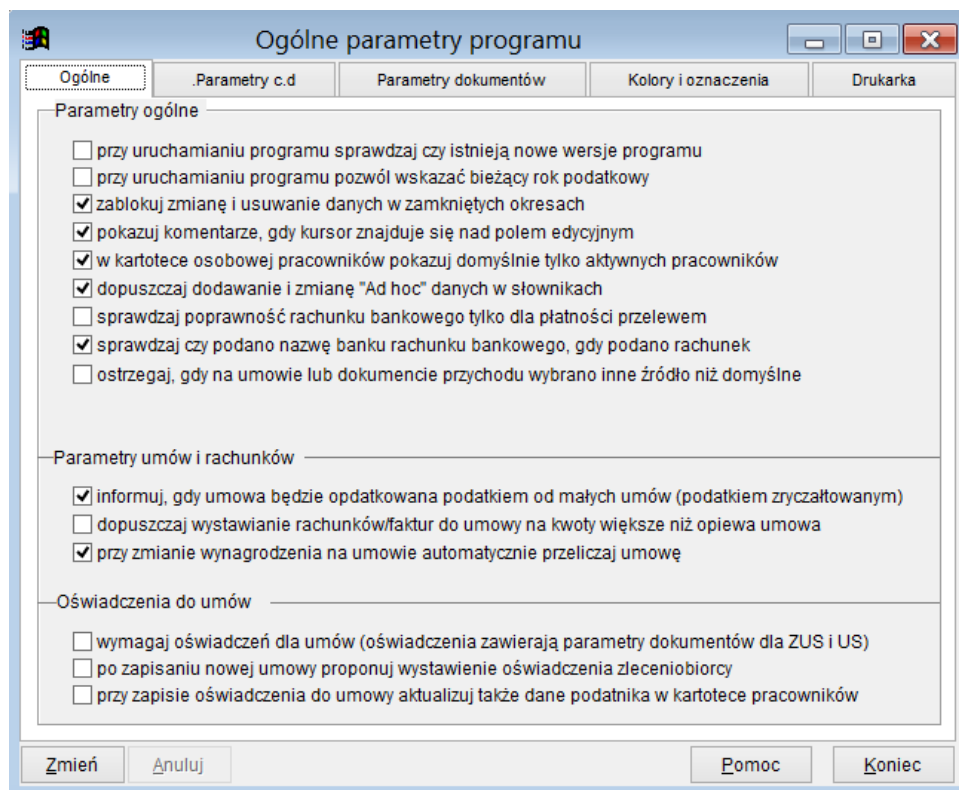 Ogólne parametry programu
Ogólne
.Parametry c.d
Parametry dokumentów
Kolory i oznaczenia
Drukarka
Parametry ogólne
przy uruchamianiu programu sprawdzaj czy istnieją nowe wersje programu
przy uruchamianiu programu pozwól wskazać bieżący rok podatkowy
zablokuj zmianę i usuwanie danych w zamkniętych okresach
pokazuj komentarze, gdy kursor znajduje się nad polem edycyjnym
w kartotece osobowej pracowników pokazuj domyślnie tylko aktywnych pracowników
dopuszczaj dodawanie i zmianę "Ad hoc" danych w słownikach
sprawdzaj poprawność rachunku bankowego tylko dla płatności przelewem
sprawdzaj czy podano nazwę banku rachunku bankowego, gdy podano rachunek
ostrzegaj, gdy na umowie lub dokumencie przychodu wybrano inne źródło niż domyślne
Parametry umów i rachunków
informuj, gdy umowa będzie opdatkowana podatkiem od małych umów (podatkiem zryczałtowanym)
dopuszczaj wystawianie rachunków/faktur do umowy na kwoty większe niż opiewa umowa
przy zmianie wynagrodzenia na umowie automatycznie przeliczaj umowę
Oświadczenia do umów
wymagaj oświadczeń dla umów (oświadczenia zawierają parametry dokumentów dla ZUS i US)
po zapisaniu nowej umowy proponuj wystawienie oświadczenia zleceniobiorcy
przy zapisie oświadczenia do umowy aktualizuj także dane podatnika w kartotece pracowników
Zmień
Anuluj
Pomoc
Koniec